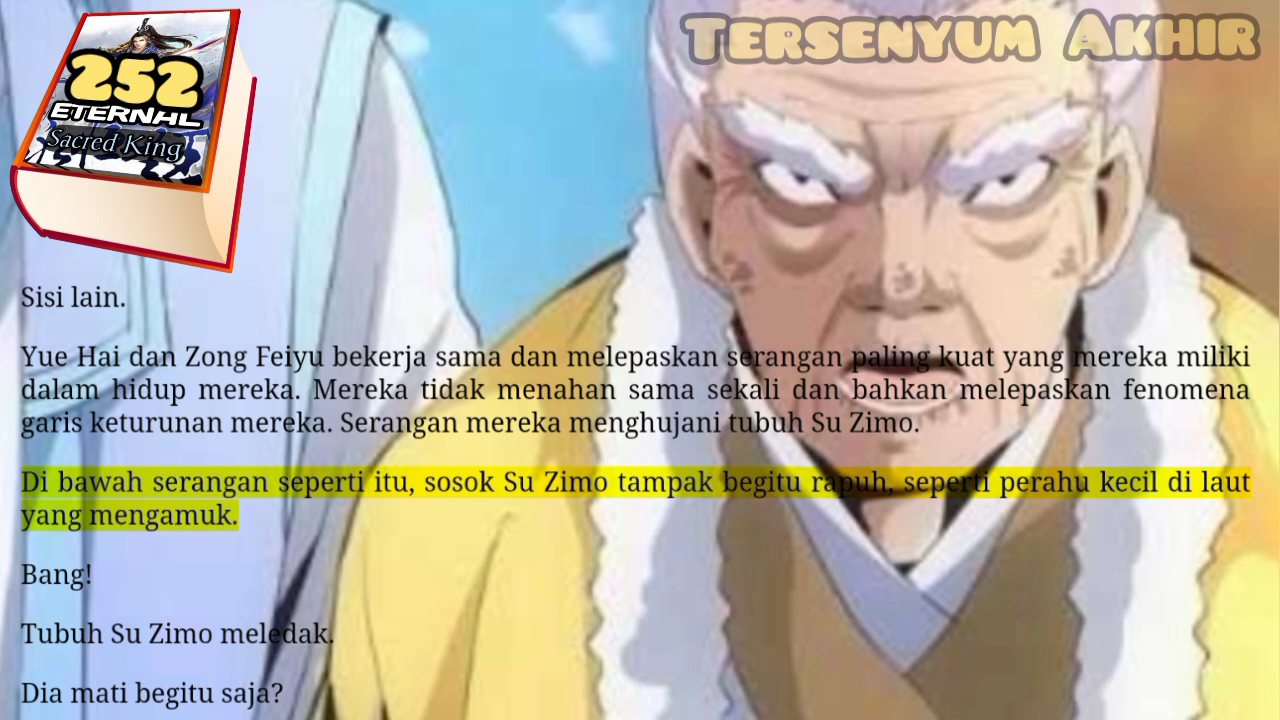 TERSENYUM AKHIR
252
ETERNAL
Sacred King
Sisi lain.
Yue Hai dan Zong Feiyu bekerja sama dan melepaskan serangan paling kuat yang mereka miliki
dalam hidup mereka. Mereka tidak menahan sama sekali dan bahkan melepaskan fenomena
garis keturunan mereka. Serangan mereka menghujani tubuh Su Zimo.
Di bawah serangan seperti itu, sosok Su Zimo tampak begitu rapuh, seperti perahu kecil di laut
yang mengamuk.
Bang!
Tubuh Su Zimo meledak.
Dia mati begitu saja?